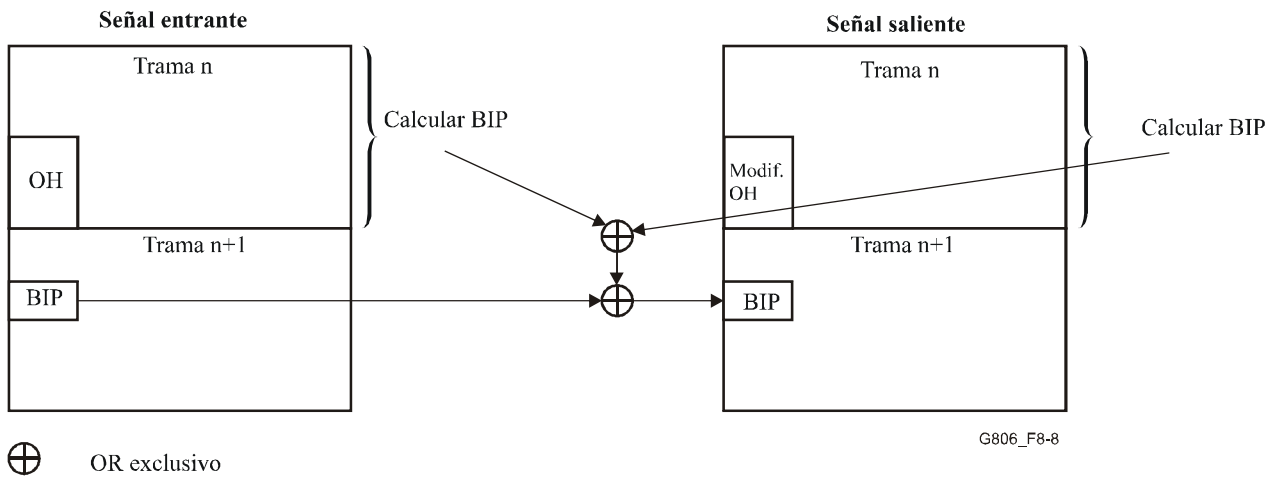 Señal entrante
Trama n
Calcular BIP
OH
Trama n+1
BIP
Señal saliente
Trama n
Calcular BIP
Modif.
OH
Trama n+1
BIP
G806_F8-8
OR exclusivo